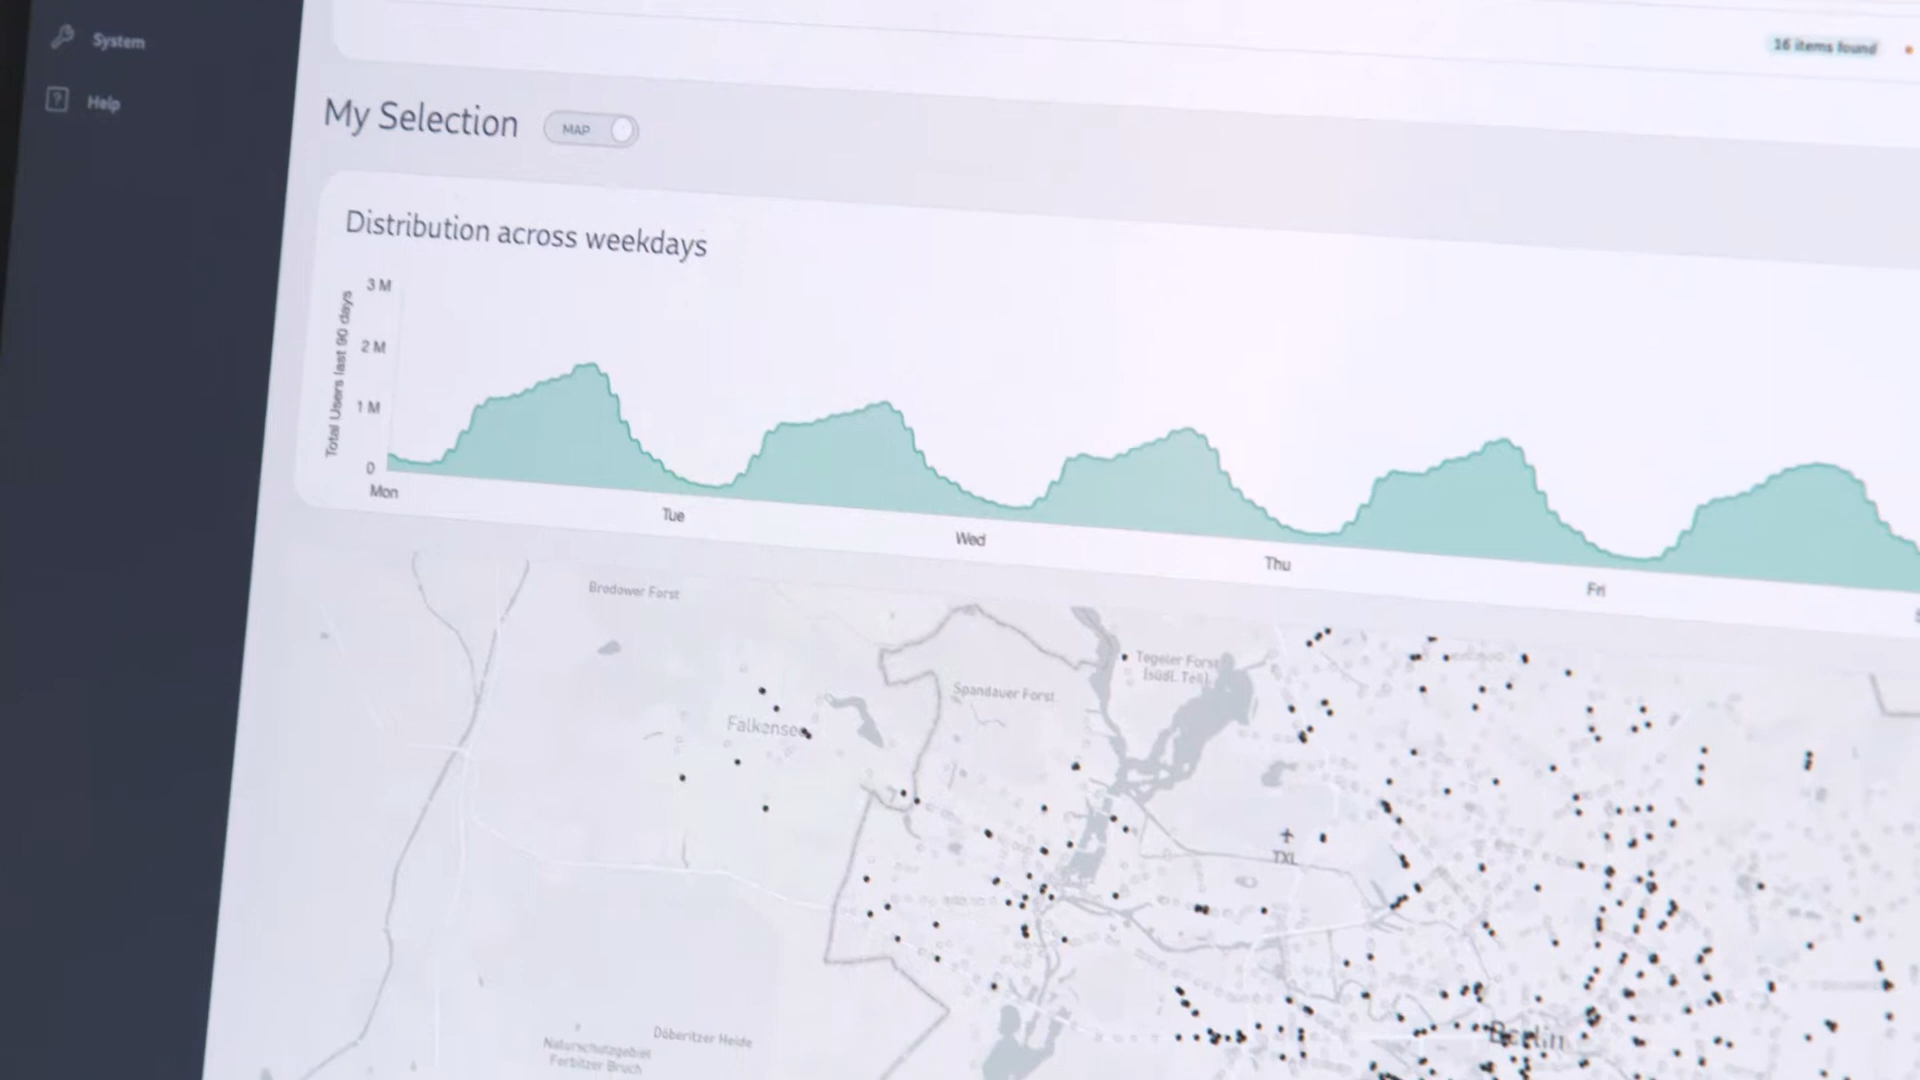 System
Help
16 items found
My Selection
MAP
Distribution across weekdays
Total Users last 90 days
3 M
2 M
1 M
0
Mon
Tue
Wed
Thu
Fri
Bredower Forst
Tegeler Forst
(südl. Teil)
Spandauer Forst
Falkensee
TXL
Döberitzer Heide
Naturschutzgebiet
Ferbitzer Bruch
Berlin